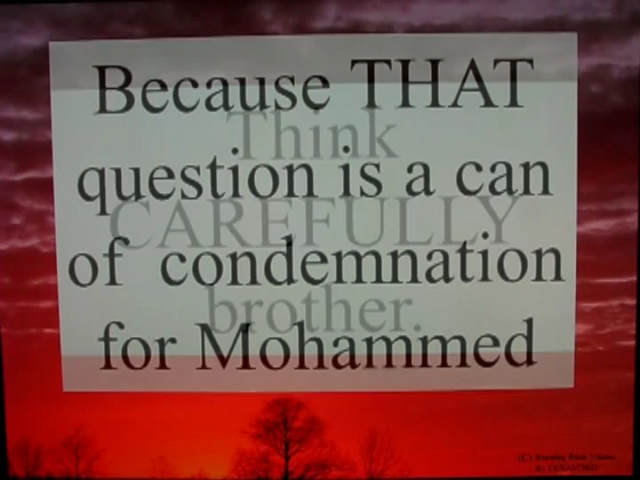 Because THAT
question is a can
of condemnation
for Mohammed
Think
CAREFULLY
brother.